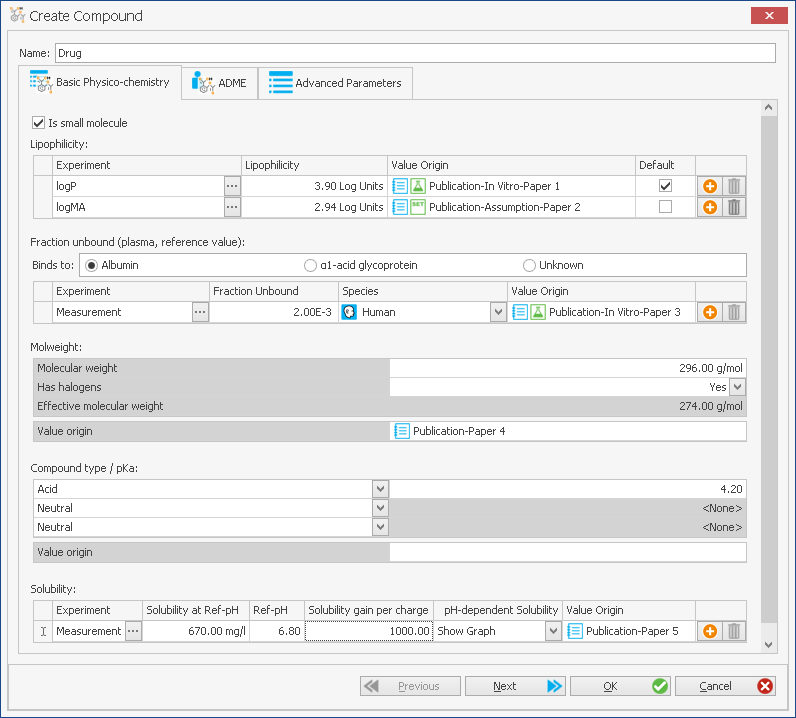 Create Compound
Name: Drug
Basic Physico-chemistry ADME Advanced Parameters
Is small molecule
Lipophilicity:
Experiment Lipophilicity Value Origin Default
logP ... 3.90 Log Units Publication-In Vitro-Paper 1
logMA ... 2.94 Log Units SET Publication-Assumption-Paper 2
Fraction unbound (plasma, reference value):
Binds to: Albumin α1-acid glycoprotein Unknown
Experiment Fraction Unbound Species Value Origin
Measurement ... 2.00E-3 Human Publication-In Vitro-Paper 3
Molweight:
Molecular weight 296.00 g/mol
Has halogens Yes
Effective molecular weight 274.00 g/mol
Value origin Publication-Paper 4
Compound type / pKa:
Acid 4.20
Neutral <None>
Neutral <None>
Value origin
Solubility:
Experiment Solubility at Ref-pH Ref-pH Solubility gain per charge pH-dependent Solubility Value Origin
Measurement ... 670.00 mg/l 6.80 1000.00 Show Graph Publication-Paper 5
Previous Next OK Cancel